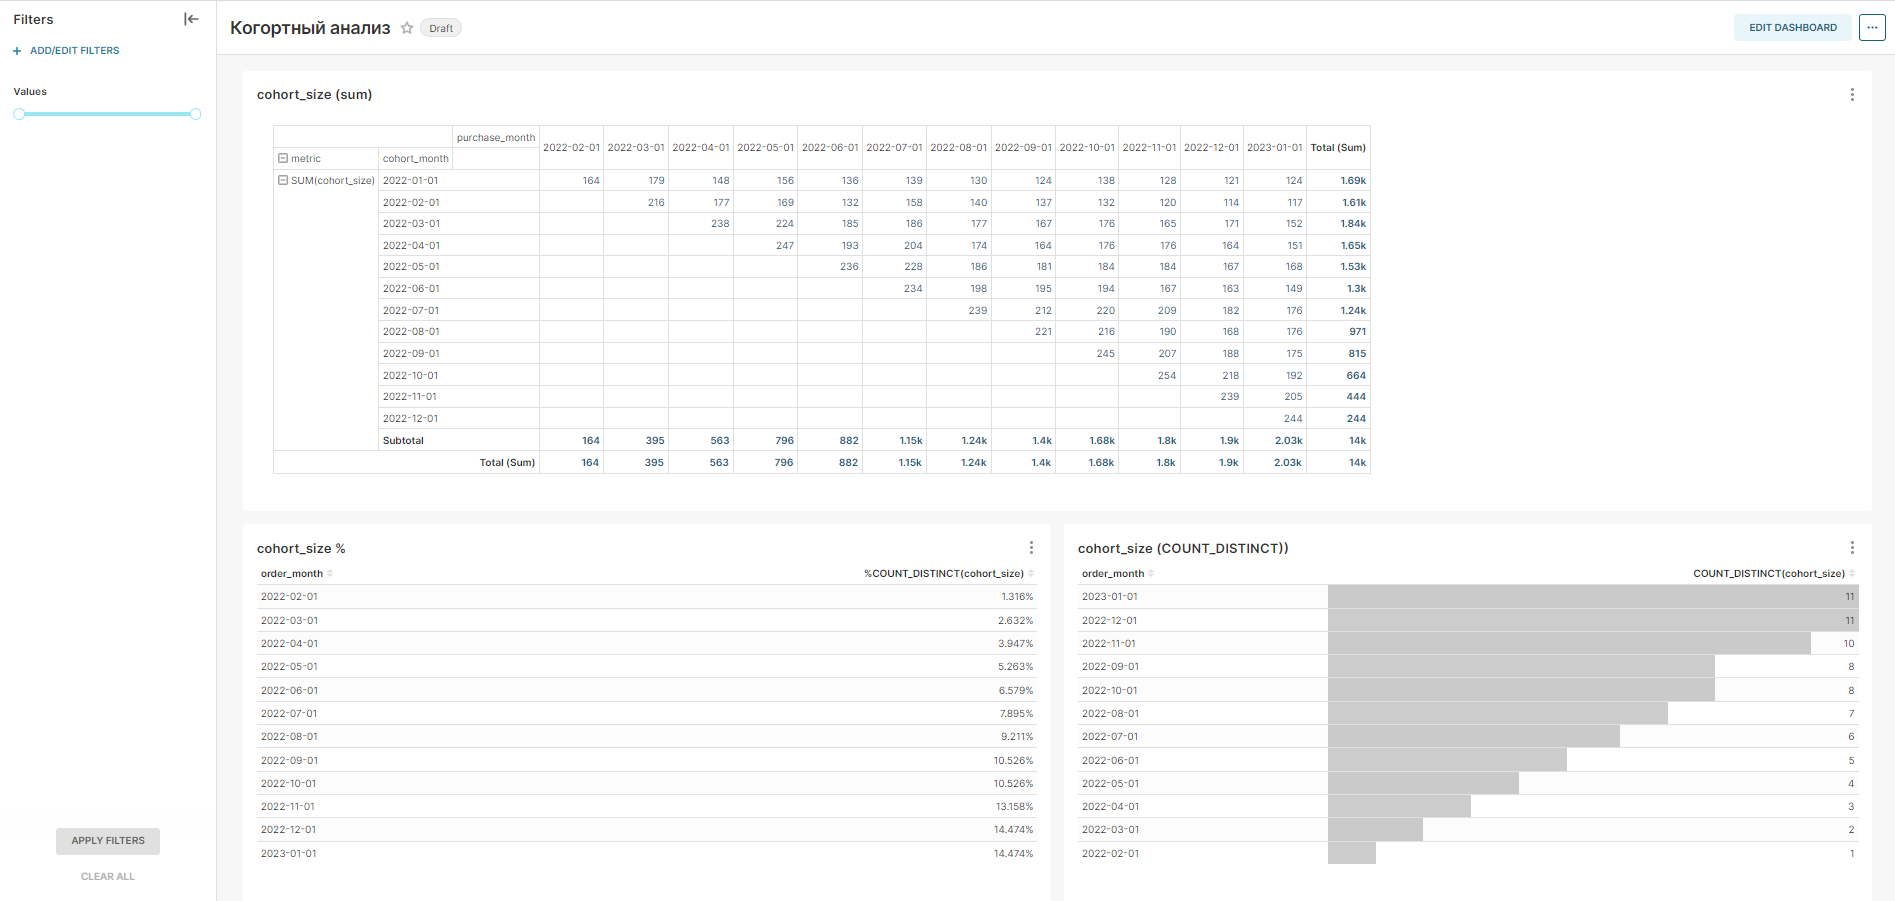 Filters
+ ADD/EDIT FILTERS
Values
APPLY FILTERS
CLEAR ALL
Когортный анализ Draft
EDIT DASHBOARD ...
cohort_size (sum)
purchase_month 2022-02-01 2022-03-01 2022-04-01 2022-05-01 2022-06-01 2022-07-01 2022-08-01 2022-09-01 2022-10-01 2022-11-01 2022-12-01 2023-01-01 Total (Sum)
metric cohort_month
SUM(cohort_size) 2022-01-01 164 179 148 156 136 139 130 124 138 128 121 124 1.69k
2022-02-01 216 177 169 132 158 140 137 132 120 114 117 1.61k
2022-03-01 238 224 185 186 177 167 176 165 171 152 1.84k
2022-04-01 247 193 204 174 164 176 176 164 151 1.65k
2022-05-01 236 228 186 181 184 184 167 168 1.53k
2022-06-01 234 198 195 194 167 163 149 1.3k
2022-07-01 239 212 220 209 182 176 1.24k
2022-08-01 221 216 190 168 176 971
2022-09-01 245 207 188 175 815
2022-10-01 254 218 192 664
2022-11-01 239 205 444
2022-12-01 244 244
Subtotal 164 395 563 796 882 1.15k 1.24k 1.4k 1.68k 1.8k 1.9k 2.03k 14k
Total (Sum) 164 395 563 796 882 1.15k 1.24k 1.4k 1.68k 1.8k 1.9k 2.03k 14k
cohort_size %
order_month %COUNT_DISTINCT(cohort_size)
2022-02-01 1.316%
2022-03-01 2.632%
2022-04-01 3.947%
2022-05-01 5.263%
2022-06-01 6.579%
2022-07-01 7.895%
2022-08-01 9.211%
2022-09-01 10.526%
2022-10-01 10.526%
2022-11-01 13.158%
2022-12-01 14.474%
2023-01-01 14.474%
cohort_size (COUNT_DISTINCT))
order_month COUNT_DISTINCT(cohort_size)
2023-01-01 11
2022-12-01 11
2022-11-01 10
2022-09-01 8
2022-10-01 8
2022-08-01 7
2022-07-01 6
2022-06-01 5
2022-05-01 4
2022-04-01 3
2022-03-01 2
2022-02-01 1